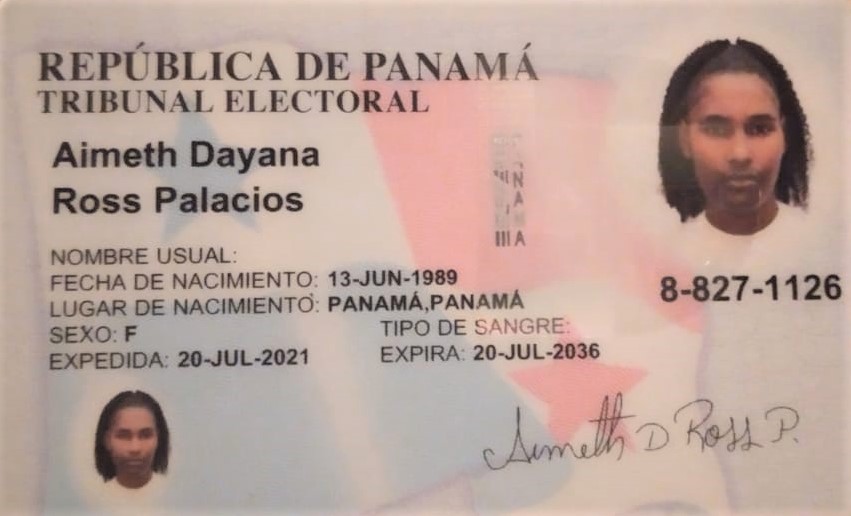 REPÚBLICA DE PANAMÁ
TRIBUNAL ELECTORAL
Aimeth Dayana
Ross Palacios
NOMBRE USUAL:
FECHA DE NACIMIENTO: 13-JUN-1989
LUGAR DE NACIMIENTO: PANAMÁ,PANAMÁ
SEXO: F
TIPO DE SANGRE:
EXPEDIDA: 20-JUL-2021
EXPIRA: 20-JUL-2036
8-827-1126
Aimeth D Ross P.